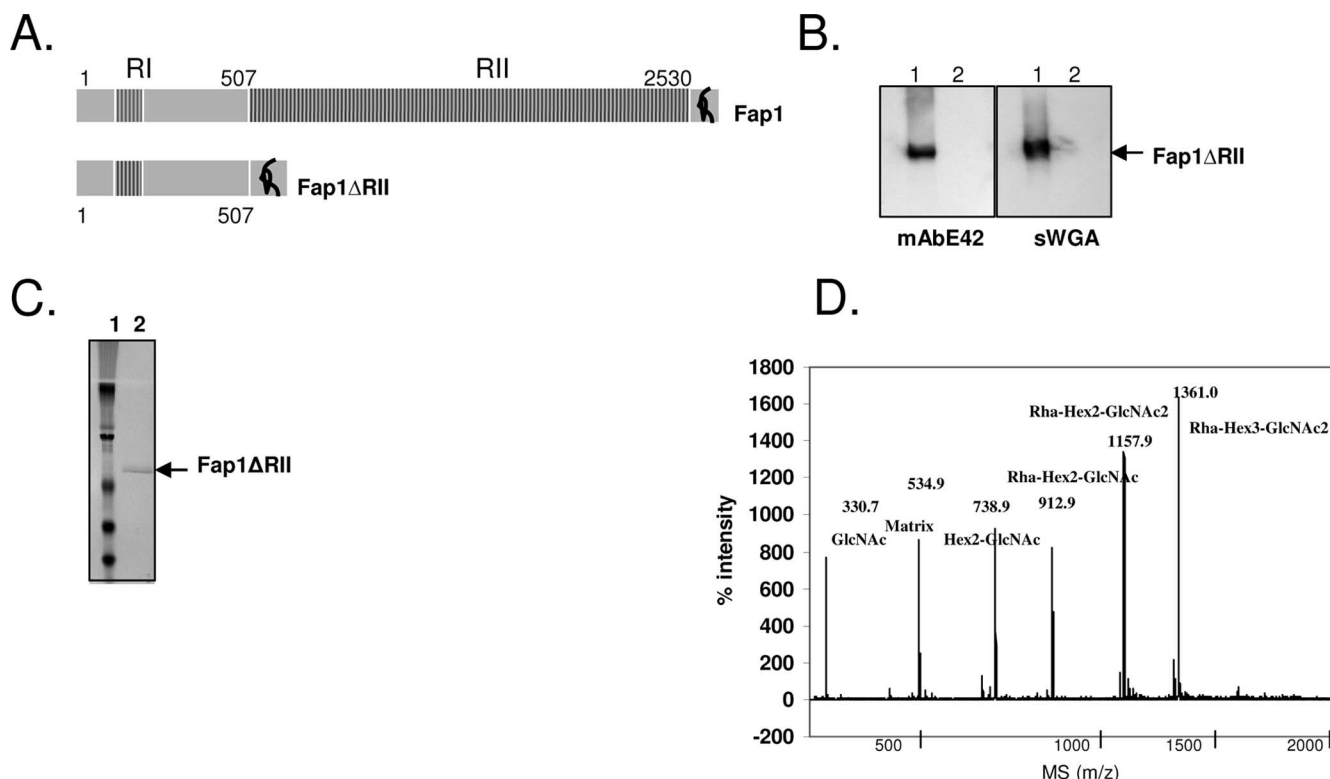 A.
1 RI 507 RII 2530
Fap1
Fap1ΔRII
1 507
B.
1 2 1 2
Fap1ΔRII
mAbE42 sWGA
C.
1 2
Fap1ΔRII
D.
1800
1600
1400
1200
1000
800
600
400
200
0
-200
% intensity
1361.0
Rha-Hex2-GlcNAc2
Rha-Hex3-GlcNAc2
1157.9
Rha-Hex2-GlcNAc
534.9
330.7 738.9 912.9
Matrix
GlcNAc Hex2-GlcNAc
500 1000 1500 2000
MS (m/z)